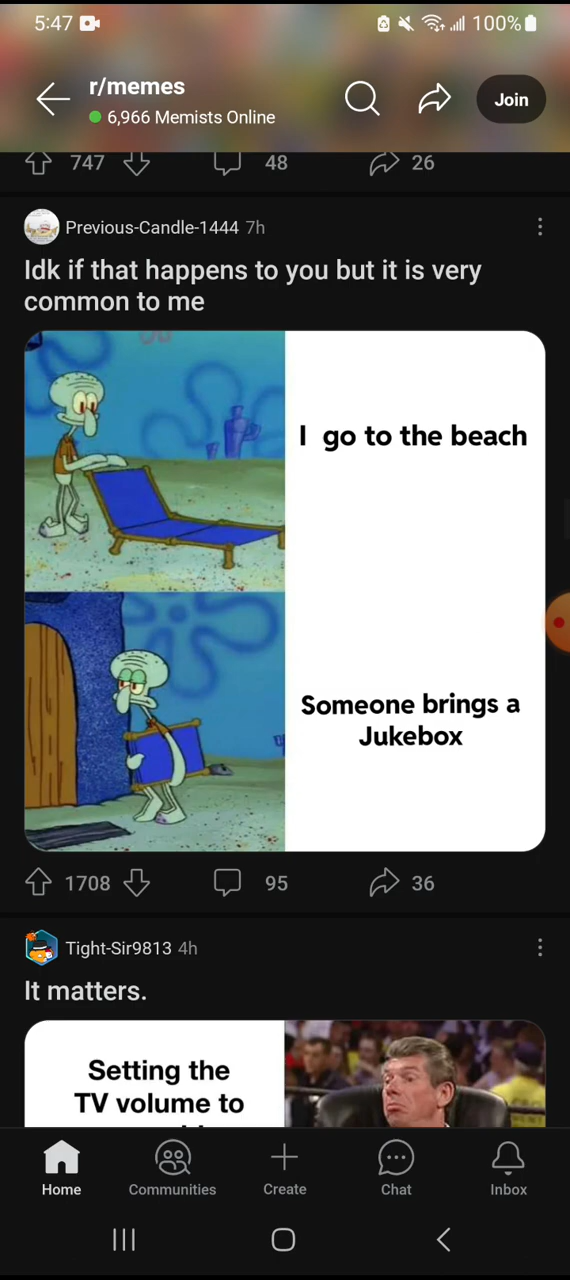 5:47
100%
r/memes
6,966 Memists Online
Join
747
48
26
Previous-Candle-1444 7h
Idk if that happens to you but it is very
common to me
I go to the beach
Someone brings a
Jukebox
1708
95
36
Tight-Sir9813 4h
It matters.
Setting the
TV volume to
Home
Communities
Create
Chat
Inbox